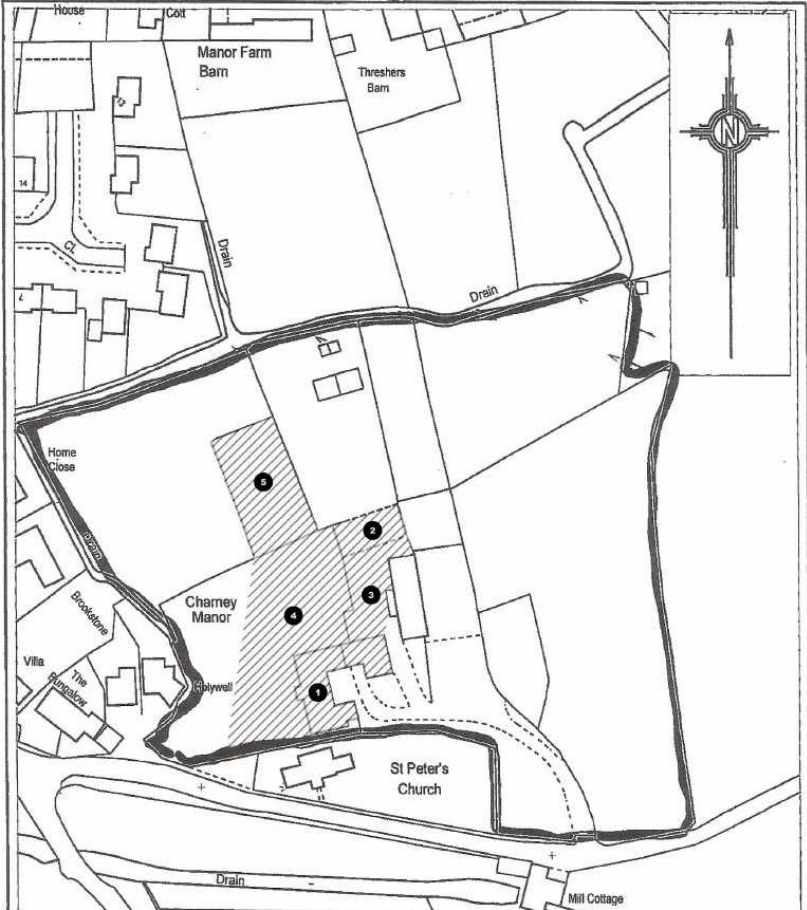 House
Cott
Manor Farm
Barn
Threshers
Barn
N
14
CL
Drain
Drain
Home
Close
5
2
Drain
3
Brookstone
Charney
Manor
4
Villa
The
Bungalow
Holywell
1
St Peter's
Church
Drain
Mill Cottage